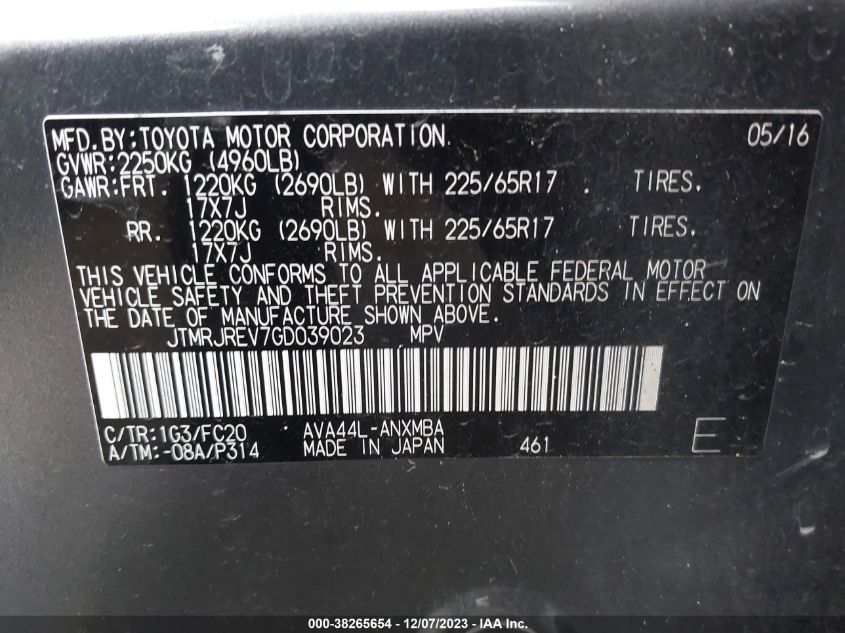 MFD.BY:TOYOTA MOTOR CORPORATION 05/16
GVWR:2250KG (4960LB)
GAWR:FRT. 1220KG (2690LB) WITH 225/65R17 . TIRES.
17X7J RIMS.
RR. 1220KG (2690LB) WITH 225/65R17 TIRES.
17X7J RIMS.
THIS VEHICLE CONFORMS TO ALL APPLICABLE FEDERAL MOTOR
VEHICLE SAFETY AND THEFT PREVENTION STANDARDS IN EFFECT ON
THE DATE OF MANUFACTURE SHOWN ABOVE.
JTMRJREV7GD039023 MPV
C/TR:1G3/FC20 AVA44L-ANXMBA E
A/TM:-08A/P314 MADE IN JAPAN 461
000-38265654 - 12/07/2023 - IAA Inc.